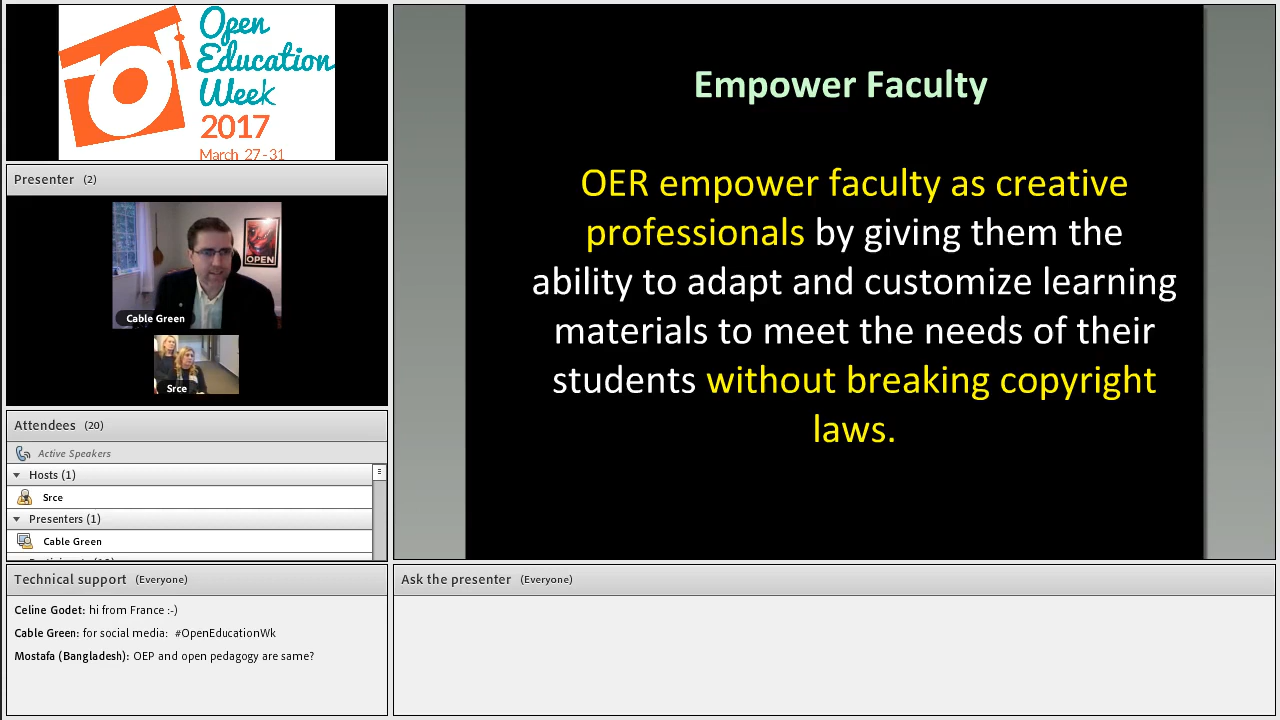 Open
Education
Week
2017
March 27-31
Presenter (2)
OPEN
Cable Green
Srce
Attendees (20)
Active Speakers
Hosts (1)
Srce
Presenters (1)
Cable Green
Technical support (Everyone)
Celine Godet: hi from France :-)
Cable Green: for social media: #OpenEducationWk
Mostafa (Bangladesh): OEP and open pedagogy are same?
Empower Faculty
OER empower faculty as creative
professionals by giving them the
ability to adapt and customize learning
materials to meet the needs of their
students without breaking copyright
laws.
Ask the presenter (Everyone)